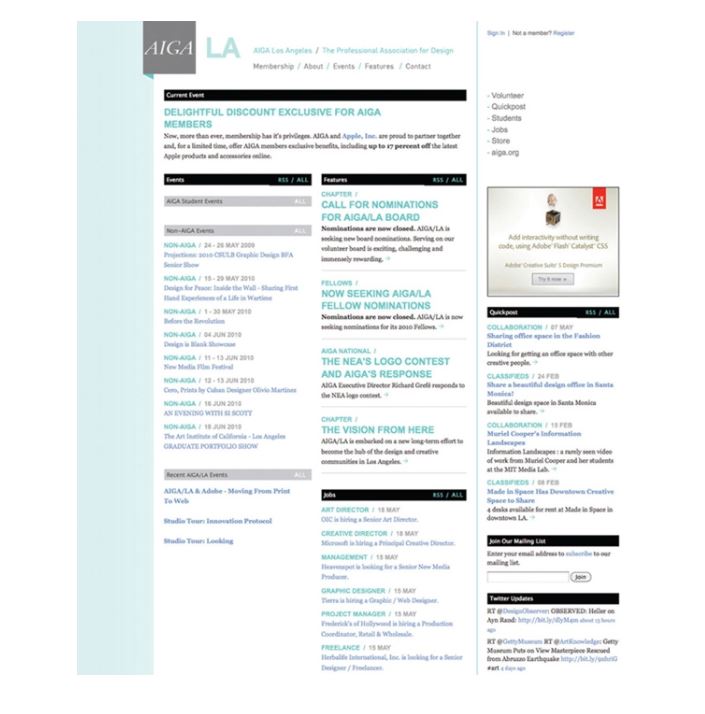 AIGA LA
AIGA Los Angeles / The Professional Association for Design
Membership / About / Events / Features / Contact
Sign In | Not a member? Register
- Volunteer
- Quickpost
- Students
- Jobs
- Store
- aiga.org
Current Event
DELIGHTFUL DISCOUNT EXCLUSIVE FOR AIGA
MEMBERS
Now, more than ever, membership has it's privileges. AIGA and Apple, Inc. are proud to partner together
and, for a limited time, offer AIGA members exclusive benefits, including up to 17 percent off the latest
Apple products and accessories online.
Events RSS / ALL
AIGA Student Events ALL
Non-AIGA Events ALL
NON-AIGA / 24 - 26 MAY 2009
Projections: 2010 CSULB Graphic Design BFA
Senior Show
NON-AIGA / 15 - 29 MAY 2010
Design for Peace: Inside the Wall - Sharing First
Hand Experiences of a Life in Wartime
NON-AIGA / 1 - 30 MAY 2010
Before the Revolution
NON-AIGA / 04 JUN 2010
Design is Blank Showcase
NON-AIGA / 11 - 13 JUN 2010
New Media Film Festival
NON-AIGA / 12 - 13 JUN 2010
Cero, Prints by Cuban Designer Olivio Martinez
NON-AIGA / 16 JUN 2010
AN EVENING WITH SI SCOTT
NON-AIGA / 18 JUN 2010
The Art Institute of California - Los Angeles
GRADUATE PORTFOLIO SHOW
Recent AIGA/LA Events ALL
AIGA/LA & Adobe - Moving From Print
To Web
Studio Tour: Innovation Protocol
Studio Tour: Looking
Features RSS / ALL
CHAPTER /
CALL FOR NOMINATIONS
FOR AIGA/LA BOARD
Nominations are now closed. AIGA/LA is
seeking new board nominations. Serving on our
volunteer board is exciting, challenging and
immensely rewarding. →
FELLOWS /
NOW SEEKING AIGA/LA
FELLOW NOMINATIONS
Nominations are now closed. AIGA/LA is now
seeking nominations for its 2010 Fellows. →
AIGA NATIONAL /
THE NEA'S LOGO CONTEST
AND AIGA'S RESPONSE
AIGA Executive Director Richard Grefé responds to
the NEA logo contest. →
CHAPTER /
THE VISION FROM HERE
AIGA/LA is embarked on a new long-term effort to
become the hub of the design and creative
communities in Los Angeles. →
Jobs RSS / ALL
ART DIRECTOR / 18 MAY
OIC is hiring a Senior Art Director.
CREATIVE DIRECTOR / 18 MAY
Microsoft is hiring a Principal Creative Director.
MANAGEMENT / 15 MAY
Heavenspot is looking for a Senior New Media
Producer.
GRAPHIC DESIGNER / 15 MAY
Tierra is hiring a Graphic / Web Designer.
PROJECT MANAGER / 15 MAY
Frederick's of Hollywood is hiring a Production
Coordinator, Retail & Wholesale.
FREELANCE / 15 MAY
Herbalife International, Inc. is looking for a Senior
Designer / Freelancer.
Adobe
Add interactivity without writing
code, using Adobe® Flash® Catalyst™ CS5
Adobe® Creative Suite® 5 Design Premium
Try it now
Quickpost RSS / ALL
COLLABORATION / 07 MAY
Sharing office space in the Fashion
District
Looking for getting an office space with other
creative people. →
CLASSIFIEDS / 24 FEB
Share a beautiful design office in Santa
Monica!
Beautiful design space in Santa Monica
available to share. →
COLLABORATION / 15 FEB
Muriel Cooper's Information
Landscapes
Information Landscapes : a rarely seen video
of work from Muriel Cooper and her students
at the MIT Media Lab. →
CLASSIFIEDS / 08 FEB
Made in Space Has Downtown Creative
Space to Share
4 desks available for rent at Made in Space in
downtown LA. →
Join Our Mailing List
Enter your email address to subscribe to our
mailing list.
Join
Twitter Updates
RT @DesignObserver: OBSERVED: Heller on
Ayn Rand: about 13 hours
ago
RT @GettyMuseum RT @ArtKnowledge: Getty
Museum Puts on View Masterpiece Rescued
from Abruzzo Earthquake
#art 4 days ago